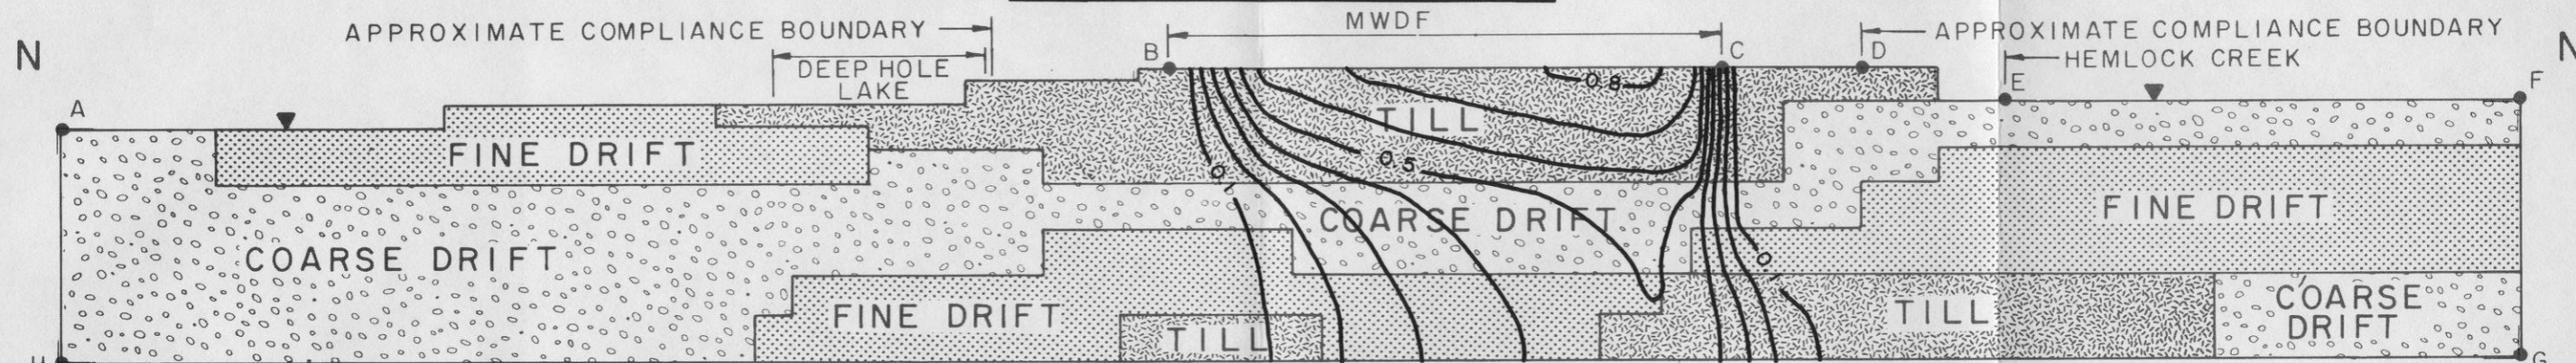 MWDF
APPROXIMATE COMPLIANCE BOUNDARY
APPROXIMATE COMPLIANCE BOUNDARY
N
B
C
D
HEMLOCK CREEK
DEEP HOLE
LAKE
E
F
A
0.8
TILL
FINE DRIFT
0.5
0.1
COARSE DRIFT
FINE DRIFT
COARSE DRIFT
0.1
FINE DRIFT
TILL
COARSE
DRIFT
TILL